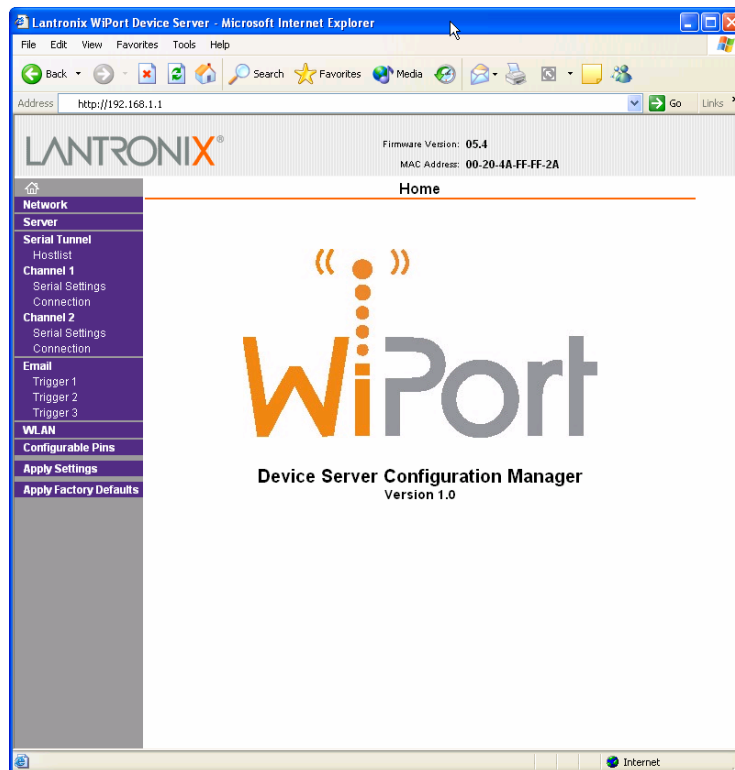 Lantronix WiPort Device Server - Microsoft Internet Explorer
File Edit View Favorites Tools Help
Back Search Favorites Media
Address http://192.168.1.1 Go Links
LANTRONIX®
Firmware Version: 05.4
MAC Address: 00-20-4A-FF-FF-2A
Home
Network
Server
Serial Tunnel
Hostlist
Channel 1
Serial Settings
Connection
Channel 2
Serial Settings
Connection
Email
Trigger 1
Trigger 2
Trigger 3
WLAN
Configurable Pins
Apply Settings
Apply Factory Defaults
WiPort
Device Server Configuration Manager
Version 1.0
Internet